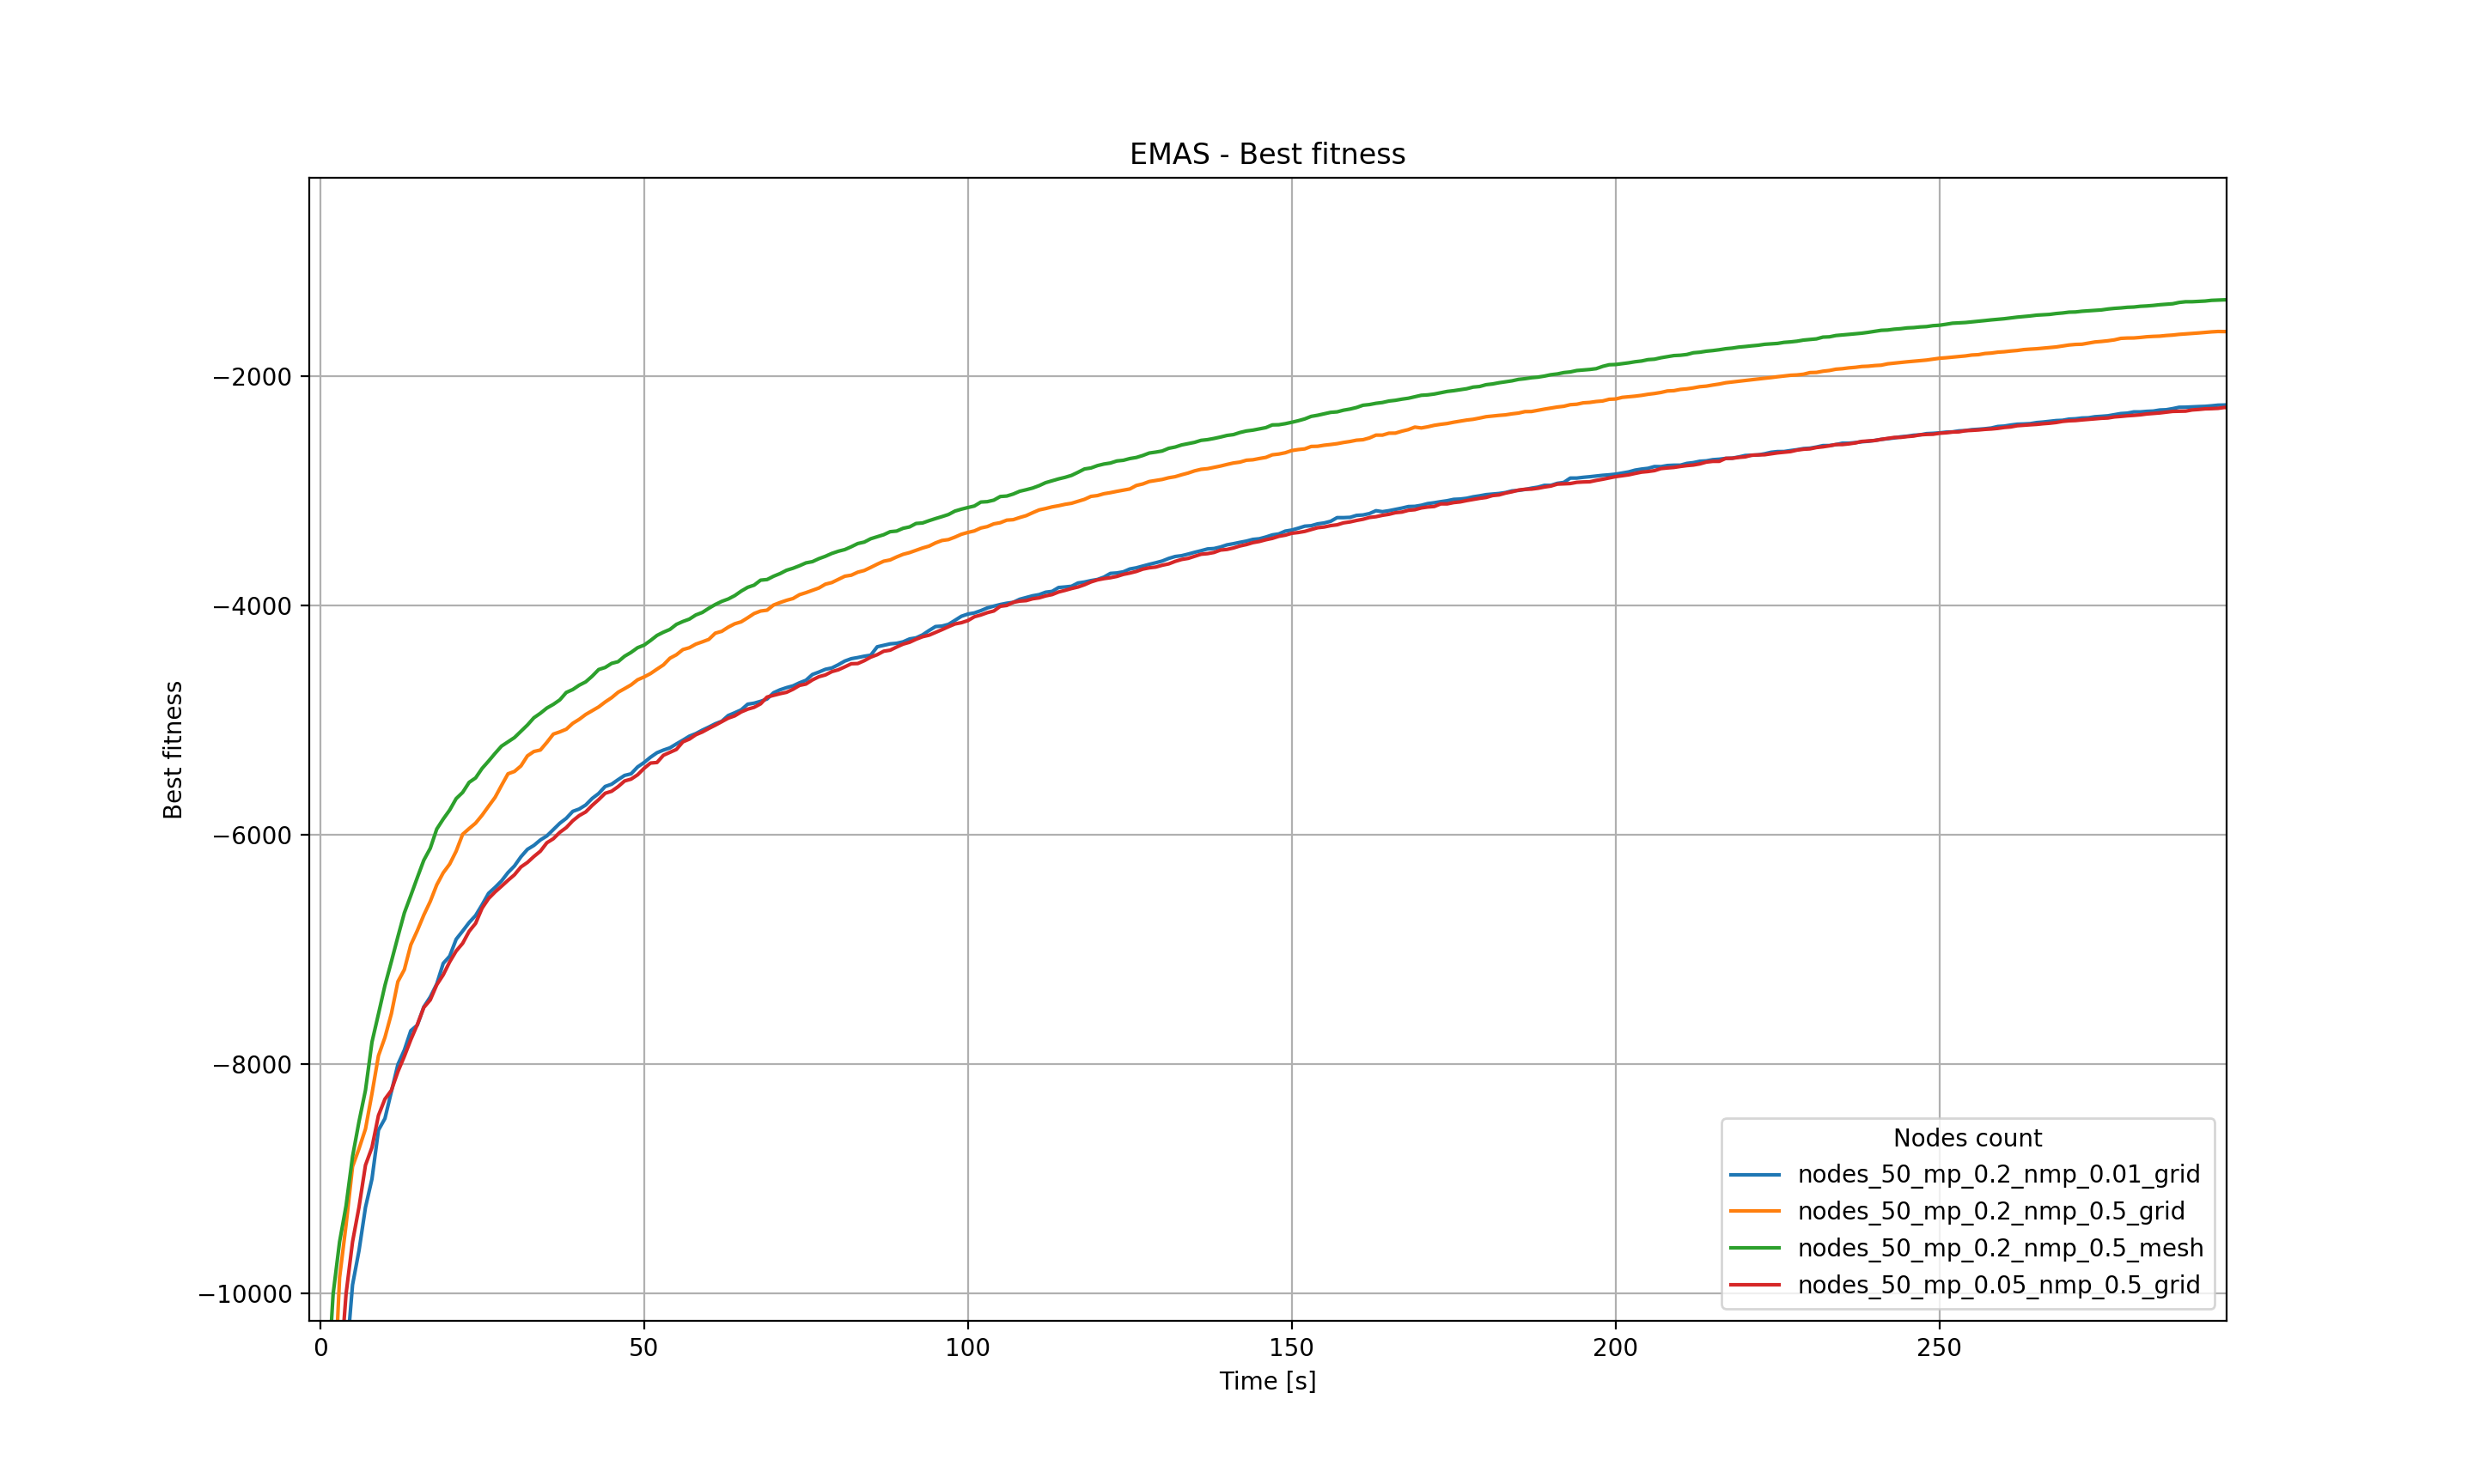 EMAS - Best fitness
Best fitness
−2000
−4000
−6000
−8000
−10000
0
50
100
150
200
250
Time [s]
Nodes count
nodes_50_mp_0.2_nmp_0.01_grid
nodes_50_mp_0.2_nmp_0.5_grid
nodes_50_mp_0.2_nmp_0.5_mesh
nodes_50_mp_0.05_nmp_0.5_grid